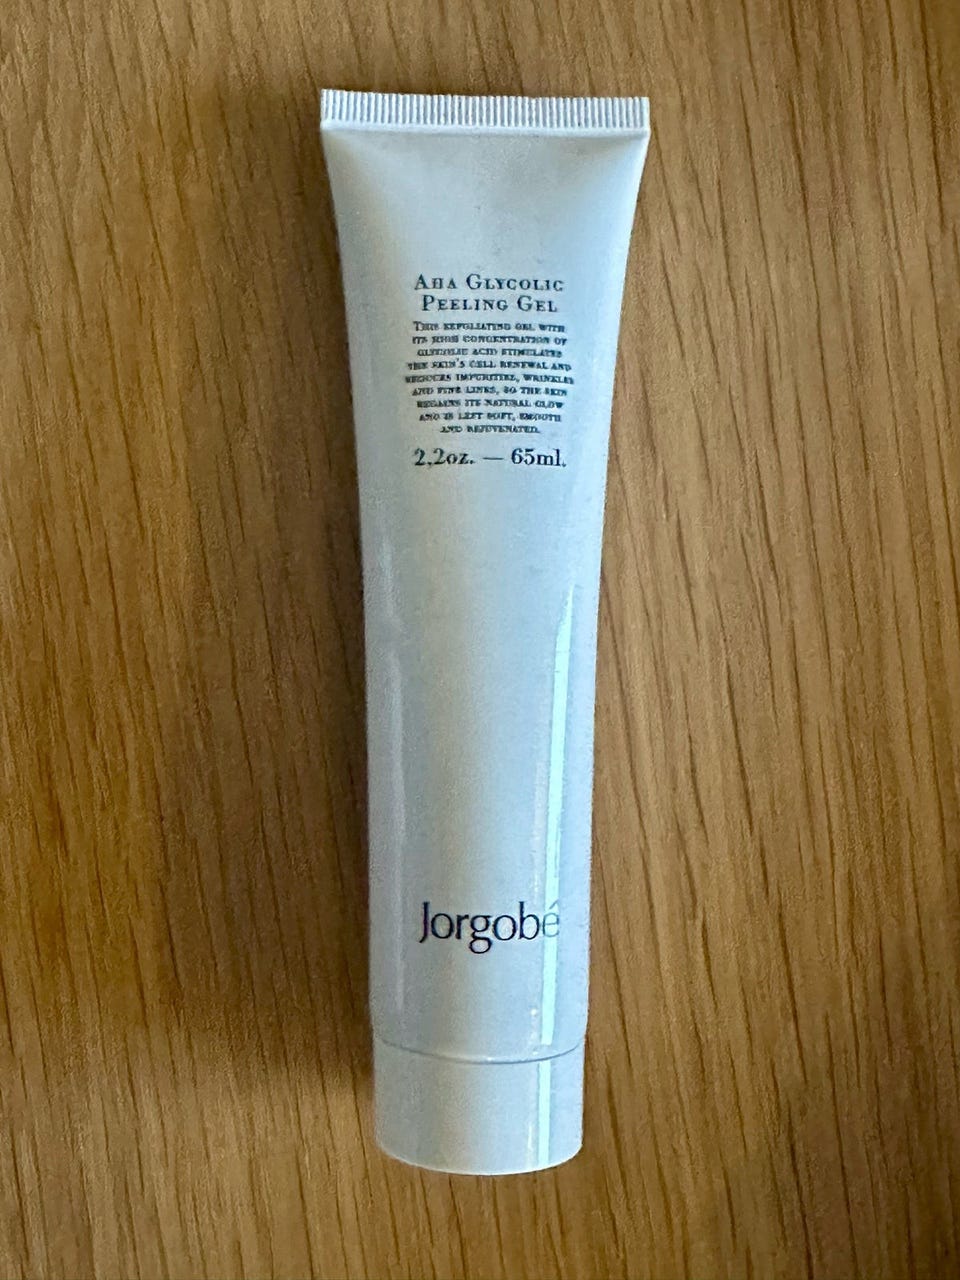 AHA GLYCOLIC
PEELING GEL
THIS EXFOLIATING GEL WITH
ITS HIGH CONCENTRATION OF
GLYCOLIC ACID STIMULATES
THE SKIN'S CELL RENEWAL AND
REDUCES IMPURITIES, WRINKLES
AND FINE LINES, SO THE SKIN
REGAINS ITS NATURAL GLOW
AND IS LEFT SOFT, SMOOTH
AND REJUVENATED.
2.2oz. — 65ml.
Jorgobé